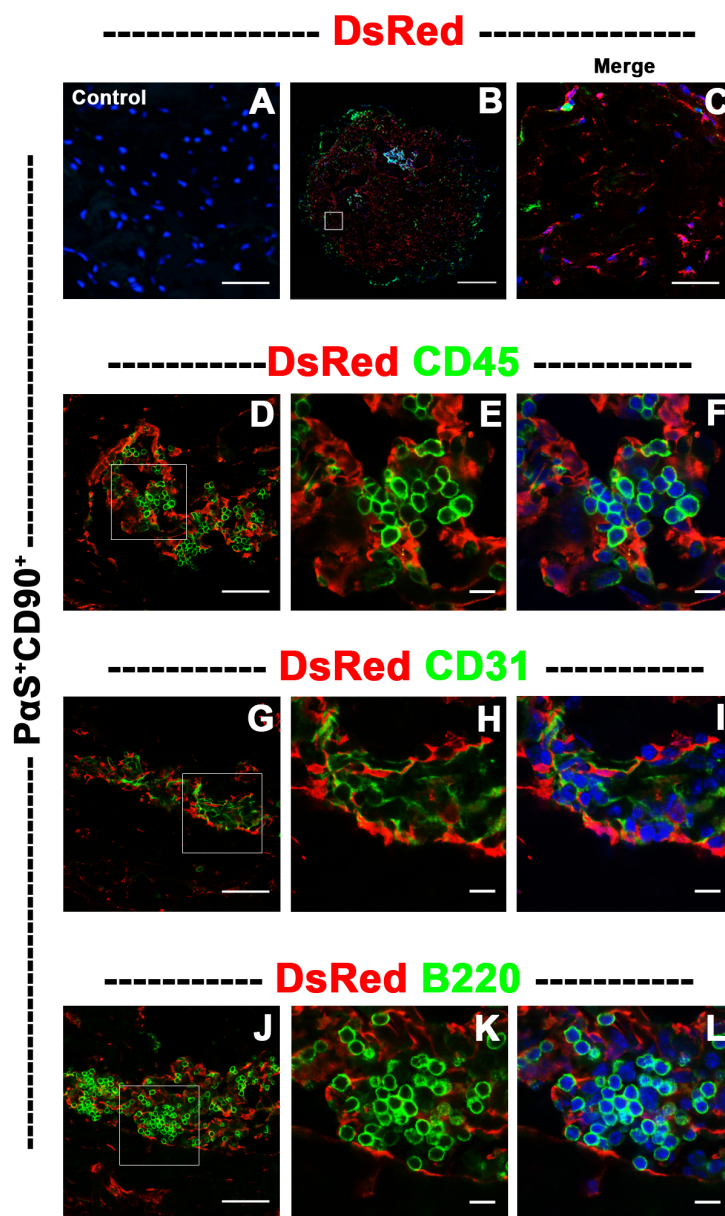 DsRed
Merge
Control
A
B
C
DsRed CD45
D
E
F
PαS⁺CD90⁺
DsRed CD31
G
H
I
DsRed B220
J
K
L